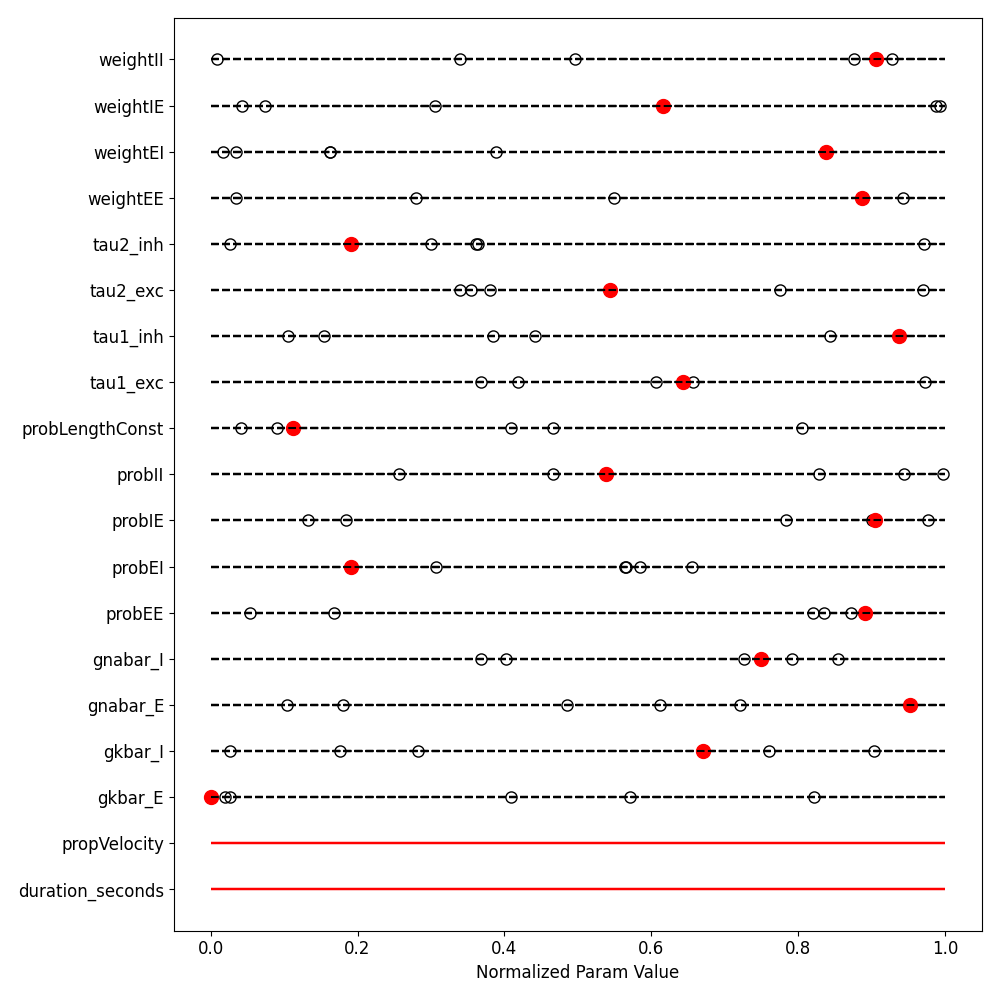 weightII
weightIE
weightEI
weightEE
tau2_inh
tau2_exc
tau1_inh
tau1_exc
probLengthConst
probII
probIE
probEI
probEE
gnabar_I
gnabar_E
gkbar_I
gkbar_E
propVelocity
duration_seconds
0.0 0.2 0.4 0.6 0.8 1.0
Normalized Param Value